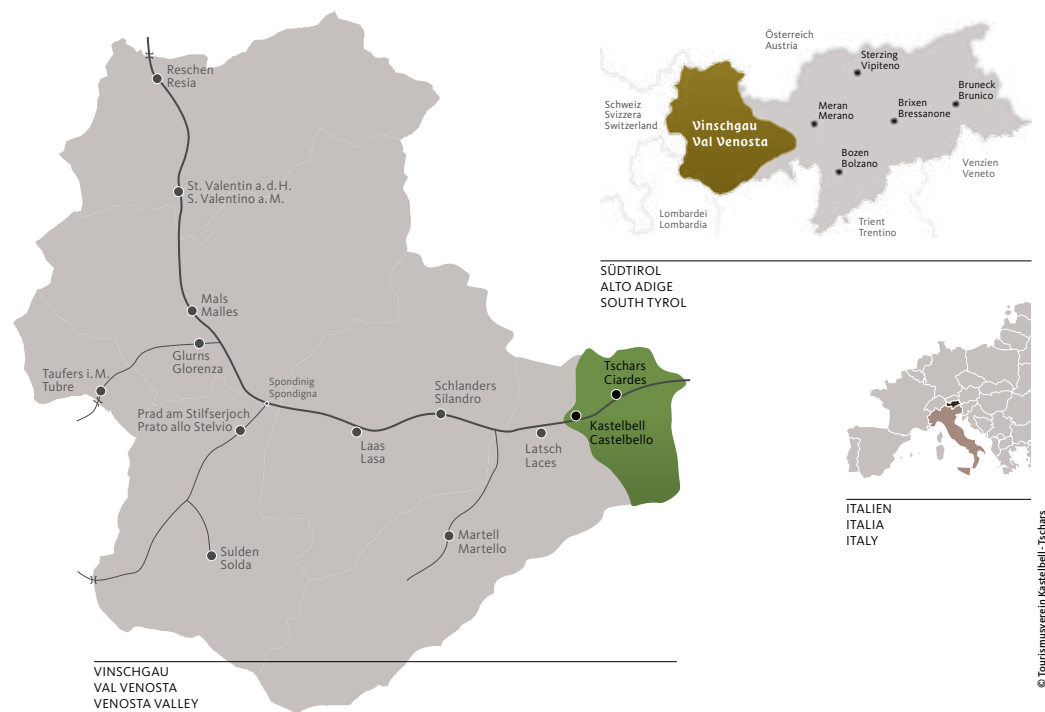 Reschen
Resia
St. Valentin a.d.H.
S. Valentino a.M.
Mals
Malles
Glurns
Glorenza
Taufers i.M.
Tubre
Spondinig
Spondigna
Prad am Stilfserjoch
Prato allo Stelvio
Laas
Lasa
Schlanders
Silandro
Latsch
Laces
Tschars
Ciardes
Kastelbell
Castelbello
Martell
Martello
Sulden
Solda
VINSCHGAU
VAL VENOSTA
VENOSTA VALLEY
Österreich
Austria
Schweiz
Svizzera
Switzerland
Vinschgau
Val Venosta
Sterzing
Vipiteno
Bruneck
Brunico
Meran
Merano
Brixen
Bressanone
Bozen
Bolzano
Venzien
Veneto
Lombardei
Lombardia
Trient
Trentino
SÜDTIROL
ALTO ADIGE
SOUTH TYROL
ITALIEN
ITALIA
ITALY
© Tourismusverein Kastelbell-Tschars